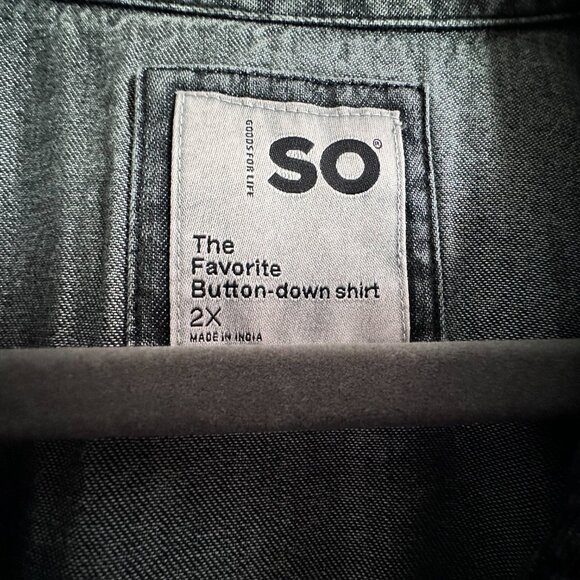 GOODS FOR LIFE
SO®
The
Favorite
Button-down shirt
2X
MADE IN INDIA